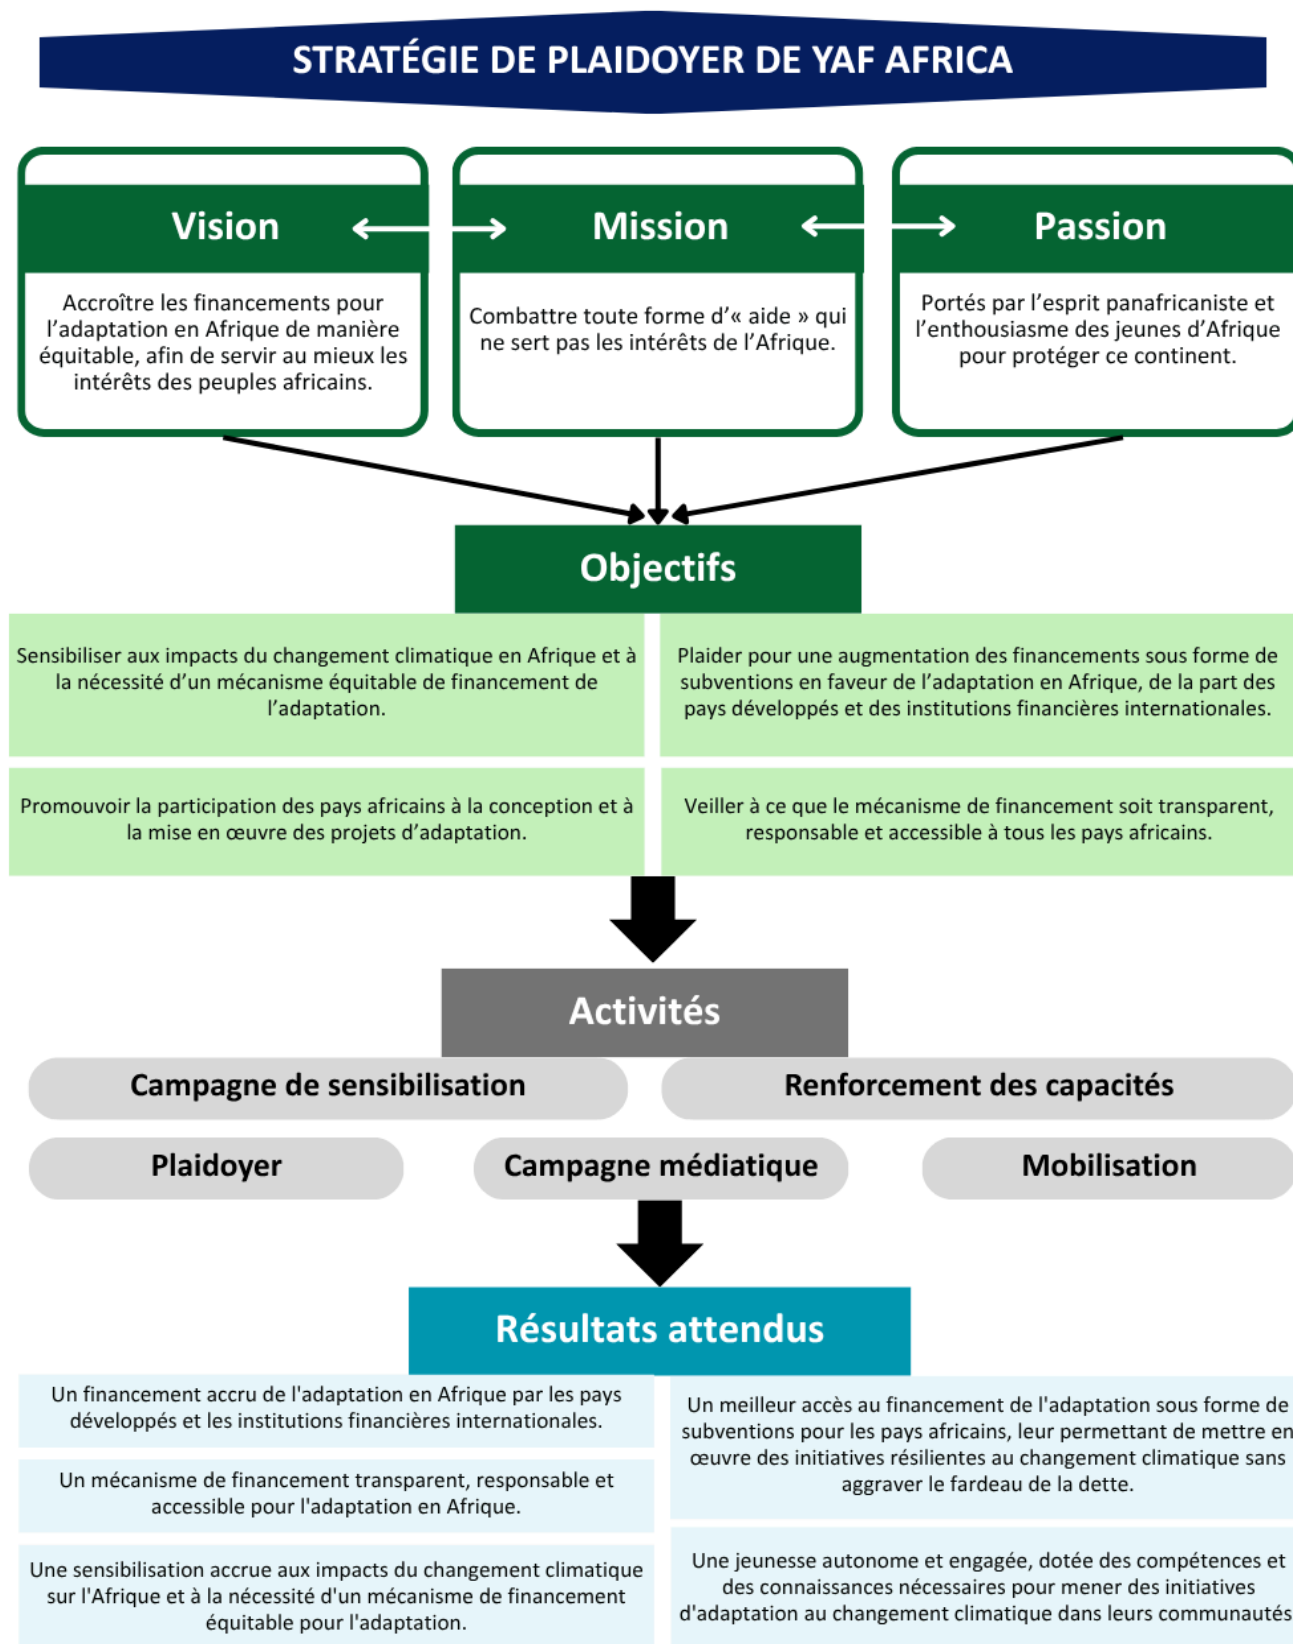 STRATÉGIE DE PLAIDOYER DE YAF AFRICA
Vision
Accroître les financements pour
l'adaptation en Afrique de manière
équitable, afin de servir au mieux les
intérêts des peuples africains.
Mission
Combattre toute forme d'« aide » qui
ne sert pas les intérêts de l'Afrique.
Passion
Portés par l'esprit panafricaniste et
l'enthousiasme des jeunes d'Afrique
pour protéger ce continent.
Objectifs
Sensibiliser aux impacts du changement climatique en Afrique et à
la nécessité d'un mécanisme équitable de financement de
l'adaptation.
Plaider pour une augmentation des financements sous forme de
subventions en faveur de l'adaptation en Afrique, de la part des
pays développés et des institutions financières internationales.
Promouvoir la participation des pays africains à la conception et à
la mise en œuvre des projets d'adaptation.
Veiller à ce que le mécanisme de financement soit transparent,
responsable et accessible à tous les pays africains.
Activités
Campagne de sensibilisation
Renforcement des capacités
Plaidoyer
Campagne médiatique
Mobilisation
Résultats attendus
Un financement accru de l'adaptation en Afrique par les pays
développés et les institutions financières internationales.
Un mécanisme de financement transparent, responsable et
accessible pour l'adaptation en Afrique.
Une sensibilisation accrue aux impacts du changement climatique
sur l'Afrique et à la nécessité d'un mécanisme de financement
équitable pour l'adaptation.
Un meilleur accès au financement de l'adaptation sous forme de
subventions pour les pays africains, leur permettant de mettre en
œuvre des initiatives résilientes au changement climatique sans
aggraver le fardeau de la dette.
Une jeunesse autonome et engagée, dotée des compétences et
des connaissances nécessaires pour mener des initiatives
d'adaptation au changement climatique dans leurs communautés